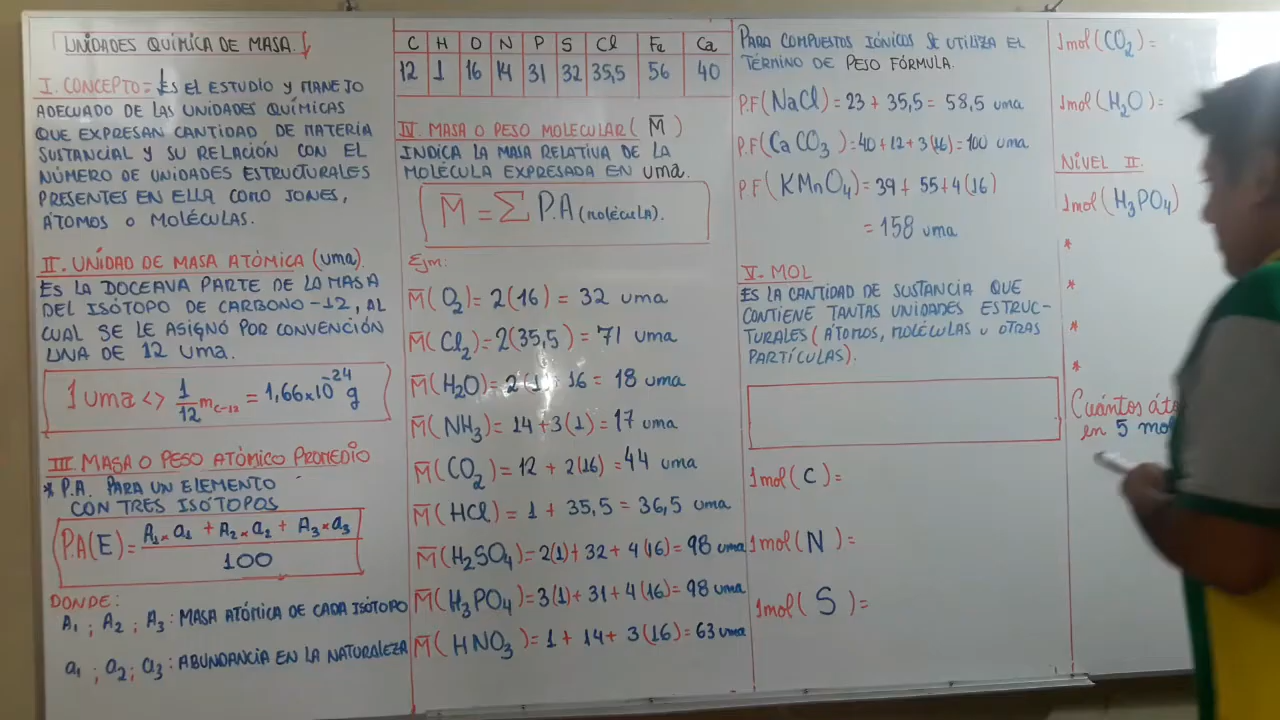 UNIDADES QUÍMICA DE MASA.
I. CONCEPTO = ES EL ESTUDIO Y MANEJO
ADECUADO DE LAS UNIDADES QUÍMICAS
QUE EXPRESAN CANTIDAD DE MATERIA
SUSTANCIAL Y SU RELACIÓN CON EL
NÚMERO DE UNIDADES ESTRUCTURALES
PRESENTES EN ELLA COMO JONES,
ÁTOMOS O MOLÉCULAS.
II. UNIDAD DE MASA ATÓMICA (uma).
ES LA DOCEAVA PARTE DE LA MASA
DEL ISÓTOPO DE CARBONO-12, AL
CUAL SE LE ASIGNÓ POR CONVENCIÓN
UNA DE 12 uma.
1 uma <> 1/12 m C-12 = 1,66x10⁻²⁴ g
III. MASA O PESO ATÓMICO PROMEDIO
* P.A. PARA UN ELEMENTO
CON TRES ISÓTOPOS
P.A(E) = A₁x a₁ + A₂x a₂ + A₃x a₃
100
DONDE:
A₁ ; A₂ ; A₃ : MASA ATÓMICA DE CADA ISÓTOPO
a₁ ; a₂ ; a₃ : ABUNDANCIA EN LA NATURALEZA
C H O N P S Cl Fe Ca
12 1 16 14 31 32 35,5 56 40
IV. MASA O PESO MOLECULAR (M̅)
INDICA LA MASA RELATIVA DE LA
MOLÉCULA EXPRESADA EN uma.
M̅ = ∑ P.A (molécula).
Ejm:
M̅(O₂) = 2(16) = 32 uma
M̅(Cl₂) = 2(35,5) = 71 uma
M̅(H₂O) = 2(1) + 16 = 18 uma
M̅(NH₃) = 14 + 3(1) = 17 uma
M̅(CO₂) = 12 + 2(16) = 44 uma
M̅(HCl) = 1 + 35,5 = 36,5 uma
M̅(H₂SO₄) = 2(1) + 32 + 4(16) = 98 uma
M̅(H₃PO₄) = 3(1) + 31 + 4(16) = 98 uma
M̅(HNO₃) = 1 + 14 + 3(16) = 63 uma
PARA COMPUESTOS IÓNICOS SE UTILIZA EL
TÉRMINO DE PESO FÓRMULA.
P.F(NaCl) = 23 + 35,5 = 58,5 uma
P.F(CaCO₃) = 40 + 12 + 3(16) = 100 uma
P F(KMnO₄) = 39 + 55 + 4(16)
= 158 uma
V. MOL
ES LA CANTIDAD DE SUSTANCIA QUE
CONTIENE TANTAS UNIDADES ESTRUC-
TURALES (ÁTOMOS, MOLÉCULAS U OTRAS
PARTÍCULAS).
1mol(C) =
1mol(N) =
1mol(S) =
1mol(CO₂) =
1mol(H₂O) =
NIVEL II.
1mol(H₃PO₄)
*
*
*
*
Cuántos
en 5